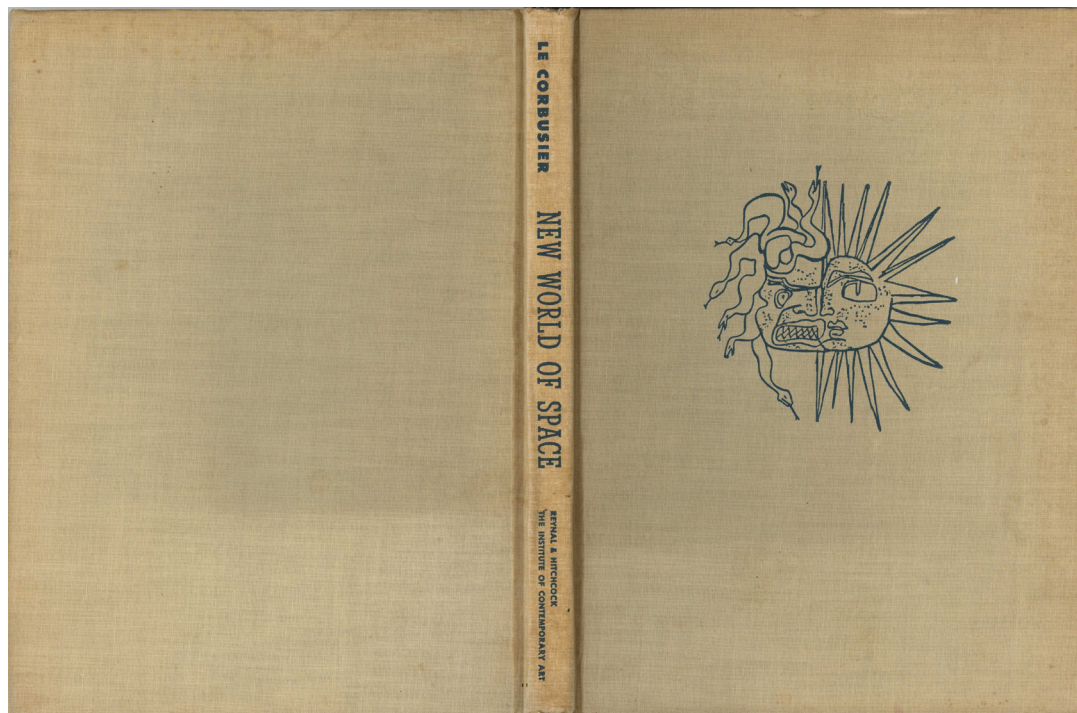 LE CORBUSIER
NEW WORLD OF SPACE
REYNAL & HITCHCOCK
THE INSTITUTE OF CONTEMPORARY ART